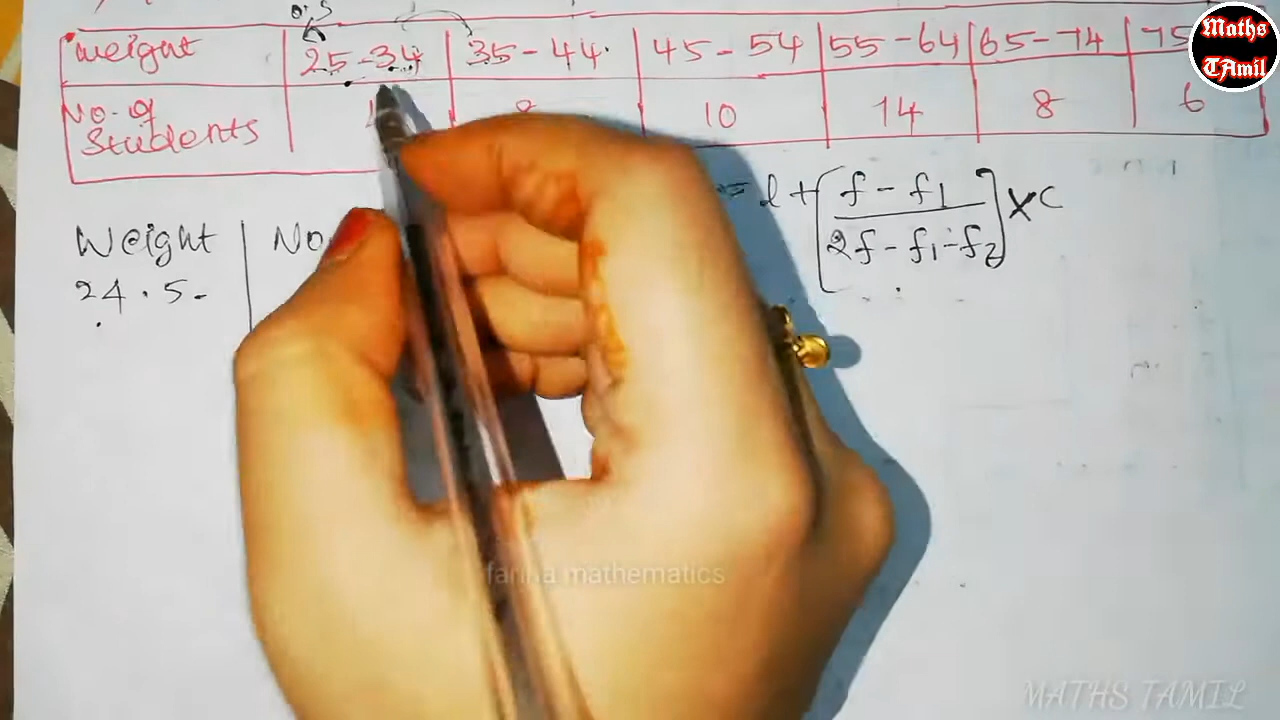 0.5
Weight 25-34 35-44 45-54 55-64 65-74 75
No. of Students 10 14 8 6
= l + [f - f1 / 2f - f1 - f2] × c
Weight No
24.5-
Maths
TAmil
farina mathematics
MATHS TAMIL